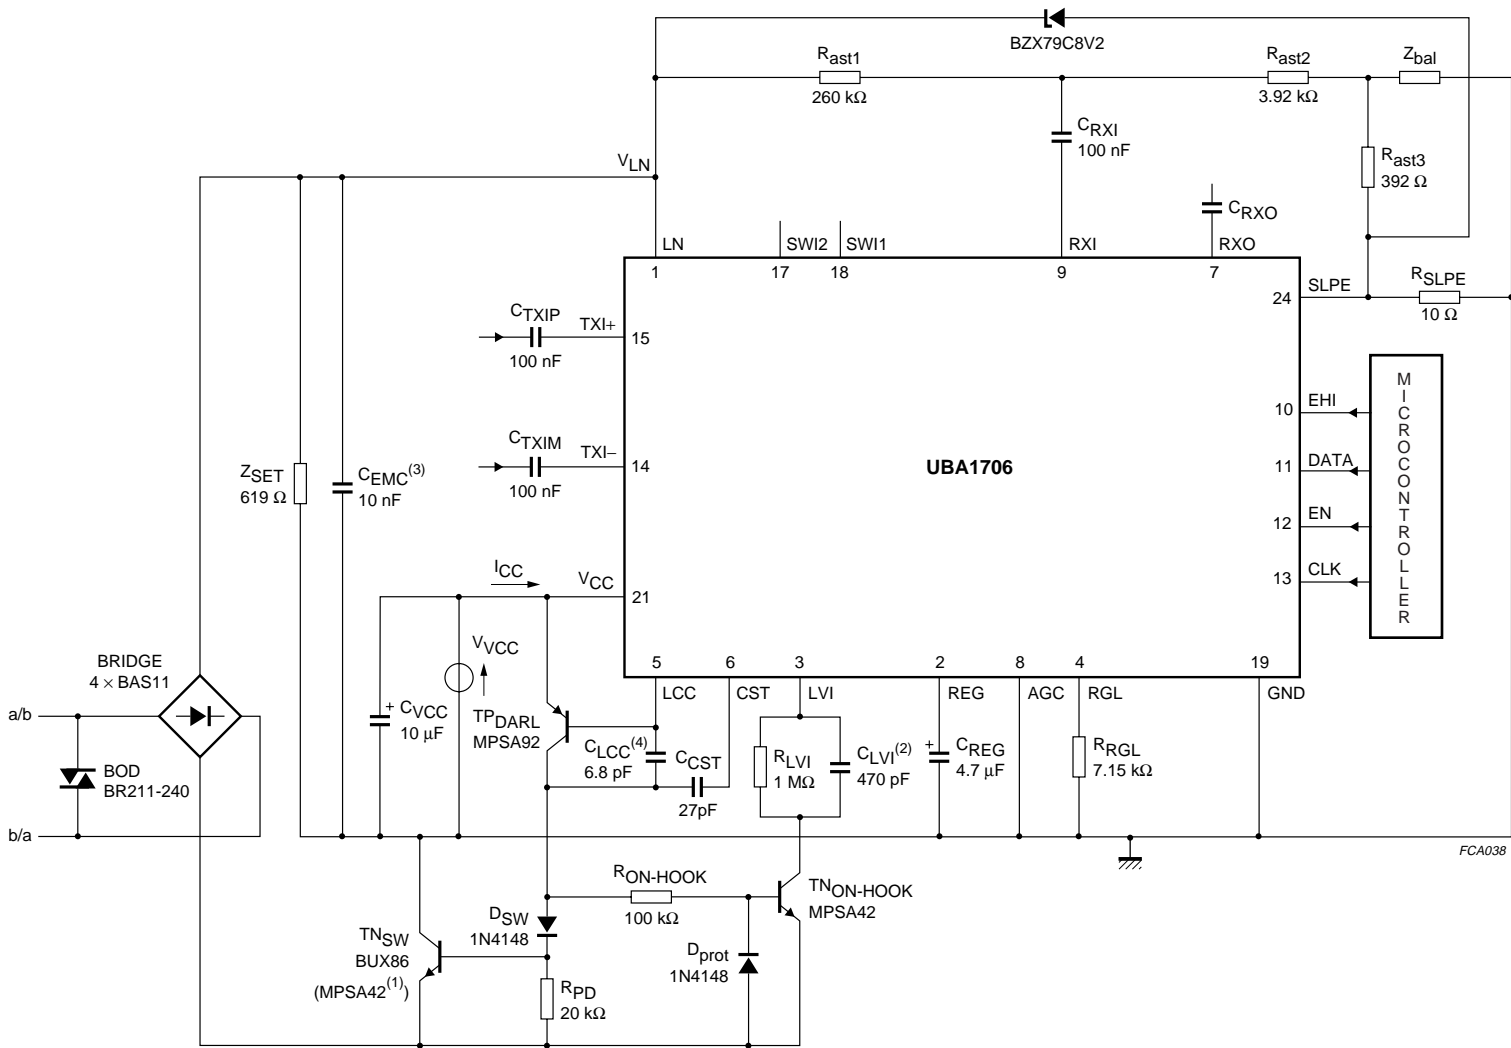 BZX79C8V2
Rast1
260 kΩ
Rast2
3.92 kΩ
Zbal
CRXI
100 nF
Rast3
392 Ω
VLN
CRXO
LN
SWI2
SWI1
RXI
RXO
1
17
18
9
7
SLPE
24
RSLPE
10 Ω
CTXIP
100 nF
TXI+
15
CTXIM
100 nF
TXI−
14
UBA1706
10
EHI
11
DATA
12
EN
13
CLK
MICROCONTROLLER
ZSET
619 Ω
CEMC(3)
10 nF
ICC
VCC
21
VVCC
BRIDGE
4 × BAS11
a/b
b/a
BOD
BR211-240
+
CVCC
10 µF
TPDARL
MPSA92
5
6
3
2
8
4
19
LCC
CST
LVI
REG
AGC
RGL
GND
CLCC(4)
6.8 pF
CCST
27pF
RLVI
1 MΩ
CLVI(2)
470 pF
+
CREG
4.7 µF
RRGL
7.15 kΩ
FCA038
RON-HOOK
100 kΩ
TNON-HOOK
MPSA42
DSW
1N4148
TNSW
BUX86
(MPSA42(1))
Dprot
1N4148
RPD
20 kΩ